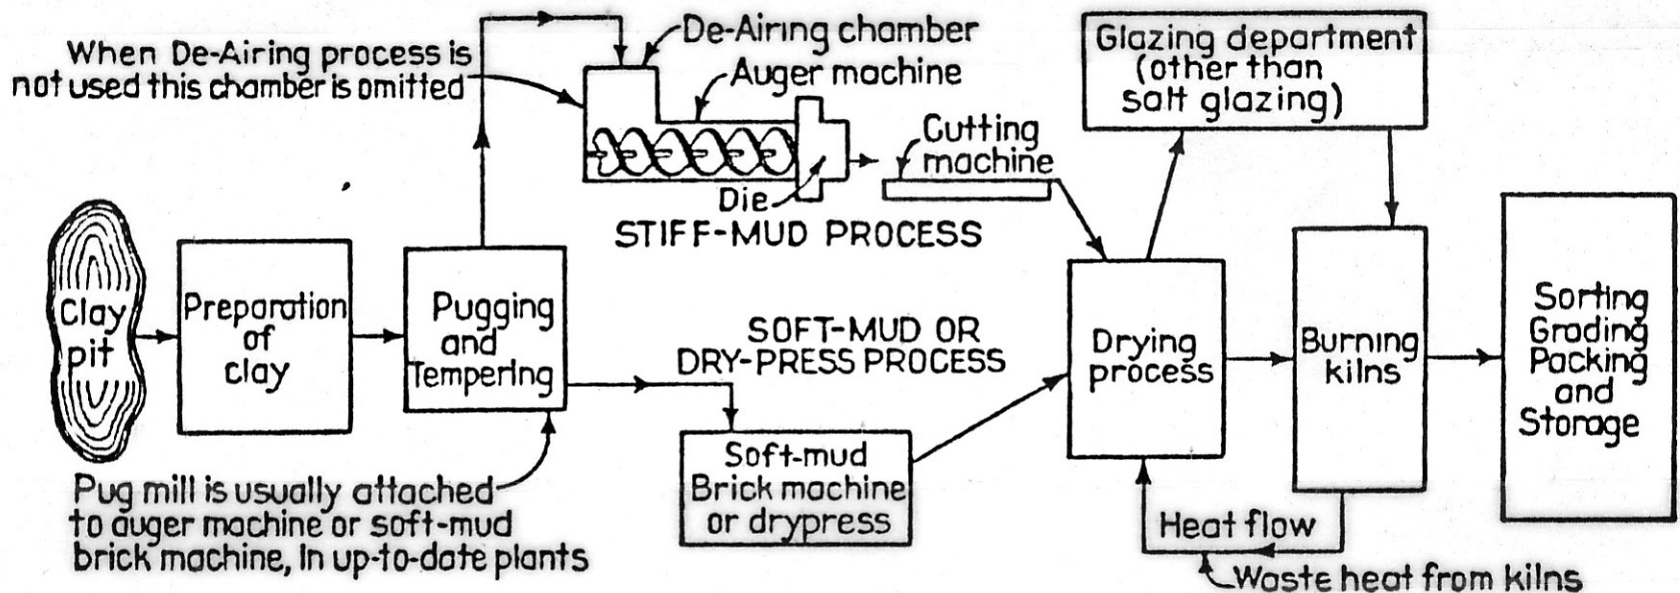 When De-Airing process is
not used this chamber is omitted
De-Airing chamber
Auger machine
Die
Cutting
machine
STIFF-MUD PROCESS
Glazing department
(other than
salt glazing)
Clay
pit
Preparation
of
clay
Pugging
and
Tempering
SOFT-MUD OR
DRY-PRESS PROCESS
Soft-mud
Brick machine
or drypress
Drying
process
Burning
kilns
Sorting
Grading
Packing
and
Storage
Pug mill is usually attached
to auger machine or soft-mud
brick machine, In up-to-date plants
Heat flow
Waste heat from kilns